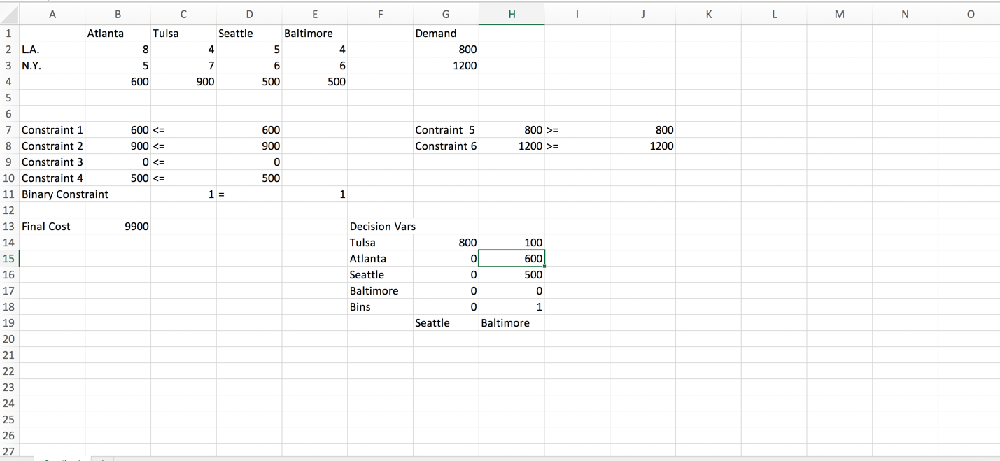 A B C D E F G H I J K L M N O
1 Atlanta Tulsa Seattle Baltimore Demand
2 L.A. 8 4 5 4 800
3 N.Y. 5 7 6 6 1200
4 600 900 500 500
5
6
7 Constraint 1 600 <= 600 Contraint 5 800 >= 800
8 Constraint 2 900 <= 900 Constraint 6 1200 >= 1200
9 Constraint 3 0 <= 0
10 Constraint 4 500 <= 500
11 Binary Constraint 1 = 1
12
13 Final Cost 9900 Decision Vars
14 Tulsa 800 100
15 Atlanta 0 600
16 Seattle 0 500
17 Baltimore 0 0
18 Bins 0 1
19 Seattle Baltimore
20
21
22
23
24
25
26
27